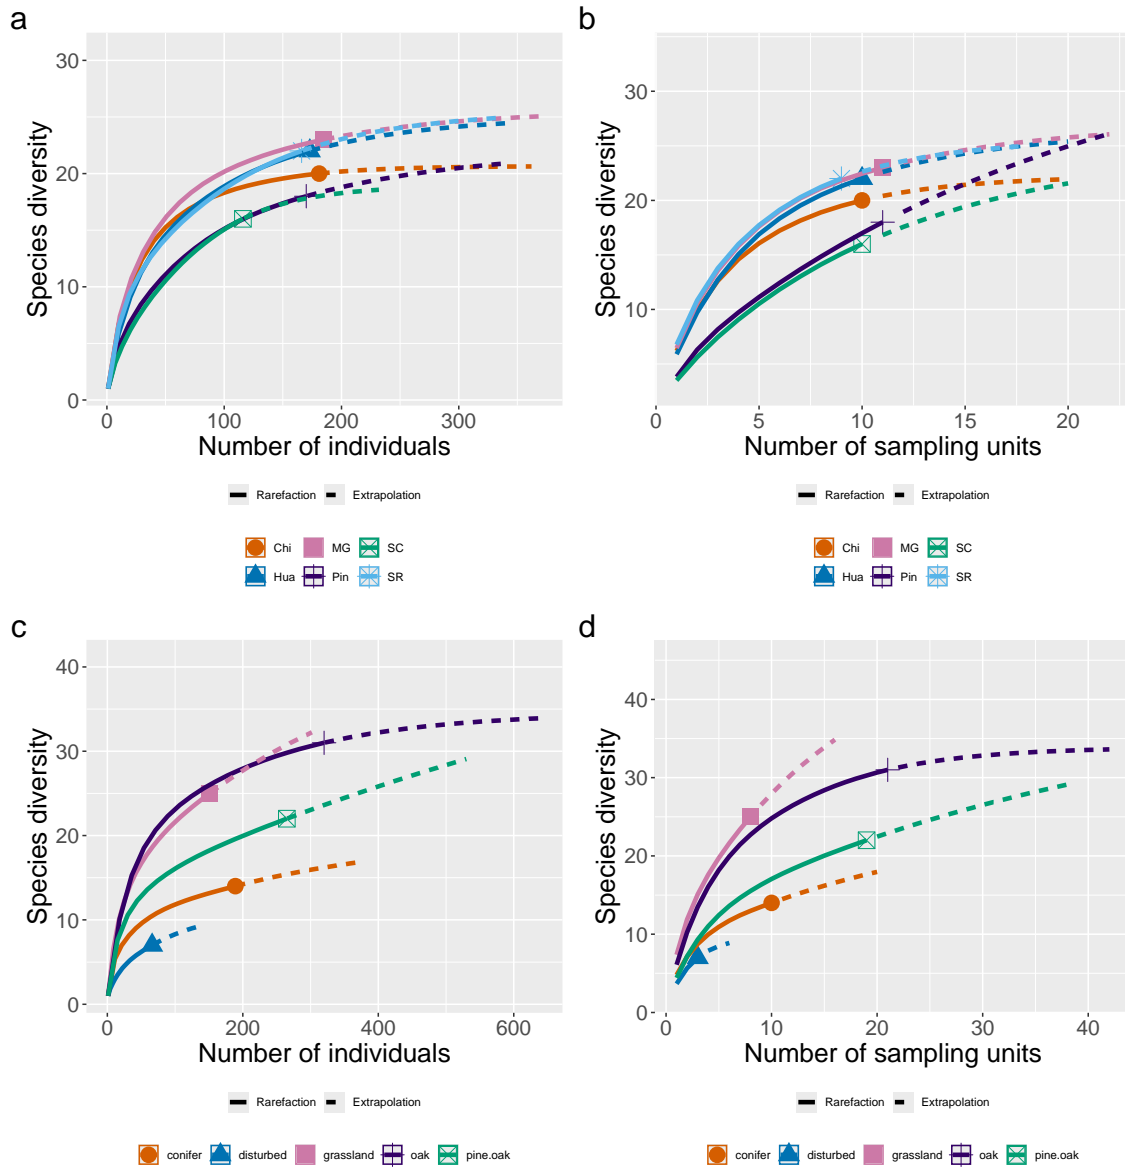 a
30
20
10
0
Species diversity
0 100 200 300
Number of individuals
Rarefaction Extrapolation
Chi MG SC
Hua Pin SR
b
30
20
10
Species diversity
0 5 10 15 20
Number of sampling units
Rarefaction Extrapolation
Chi MG SC
Hua Pin SR
c
40
30
20
10
0
Species diversity
0 200 400 600
Number of individuals
Rarefaction Extrapolation
conifer disturbed grassland oak pine.oak
d
40
30
20
10
0
Species diversity
0 10 20 30 40
Number of sampling units
Rarefaction Extrapolation
conifer disturbed grassland oak pine.oak